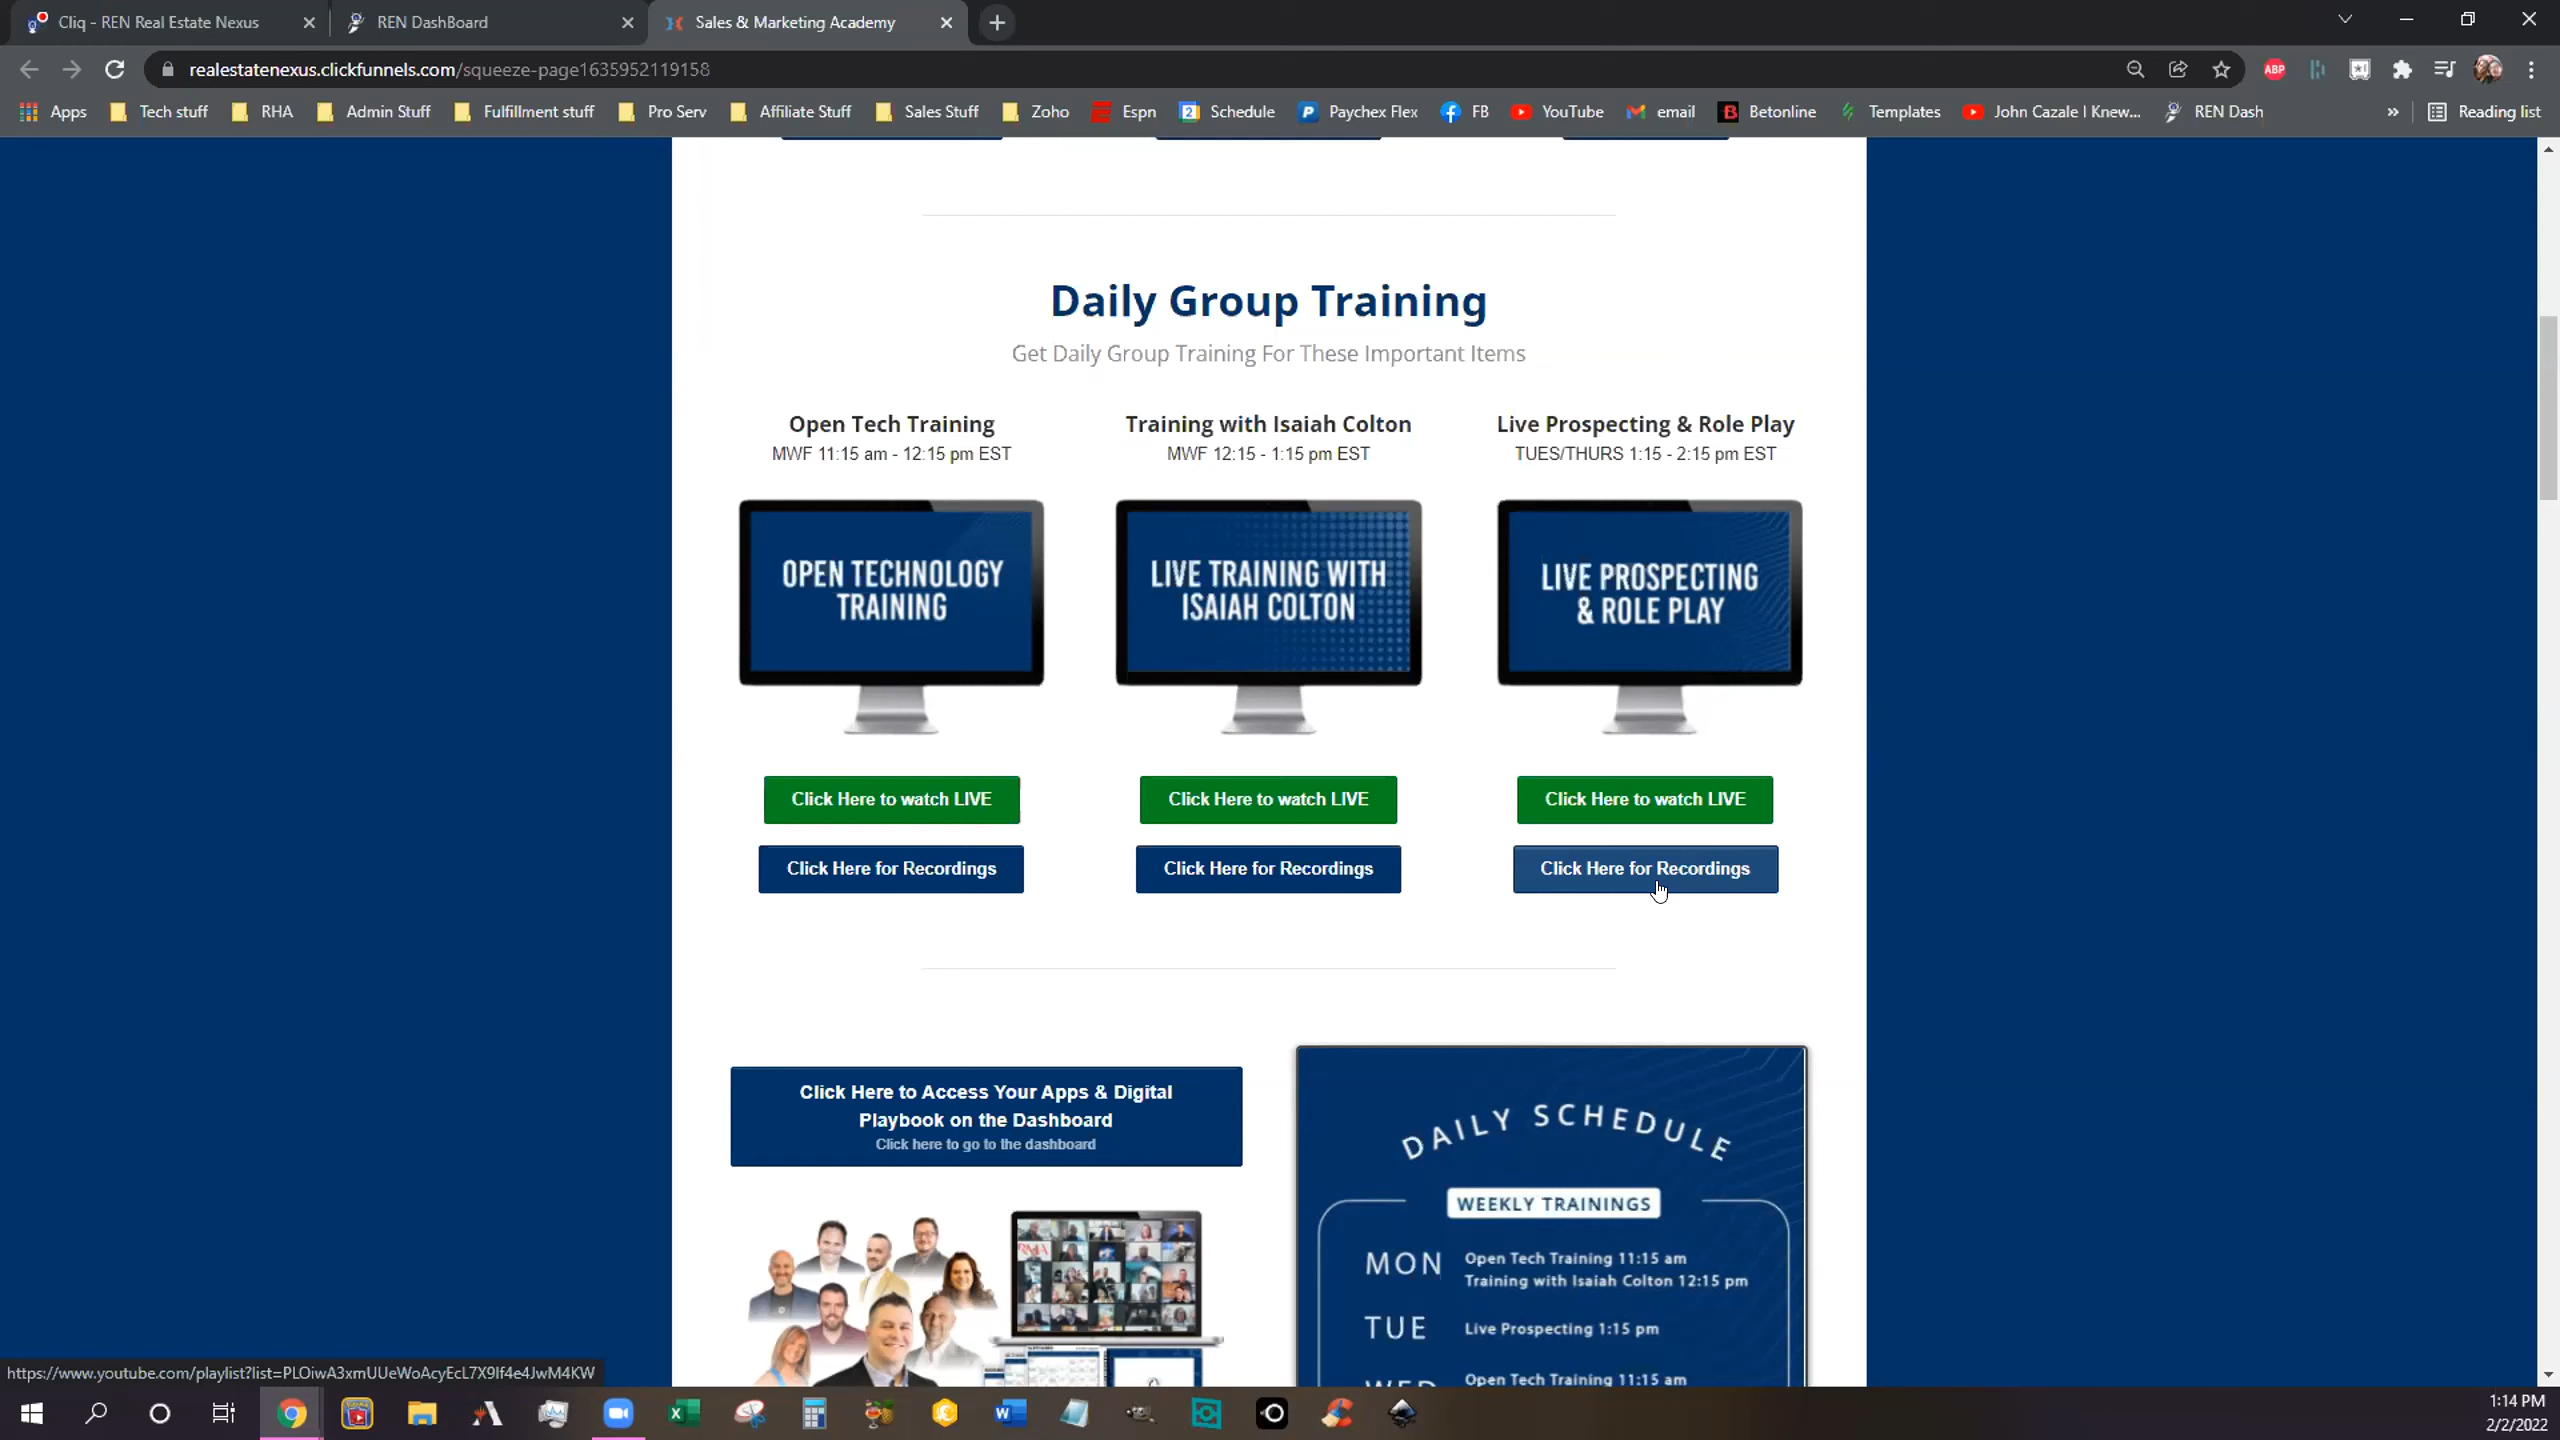 Cliq - REN Real Estate Nexus
REN DashBoard
Sales & Marketing Academy
realestatenexus.clickfunnels.com/squeeze-page1635952119158
ABP
Apps
Tech stuff
RHA
Admin Stuff
Fulfillment stuff
Pro Serv
Affiliate Stuff
Sales Stuff
Zoho
Espn
Schedule
Paychex Flex
FB
YouTube
email
Betonline
Templates
John Cazale I Knew...
REN Dash
»
Reading list
Daily Group Training
Get Daily Group Training For These Important Items
Open Tech Training
MWF 11:15 am - 12:15 pm EST
Training with Isaiah Colton
MWF 12:15 - 1:15 pm EST
Live Prospecting & Role Play
TUES/THURS 1:15 - 2:15 pm EST
OPEN TECHNOLOGY
TRAINING
LIVE TRAINING WITH
ISAIAH COLTON
LIVE PROSPECTING
& ROLE PLAY
Click Here to watch LIVE
Click Here to watch LIVE
Click Here to watch LIVE
Click Here for Recordings
Click Here for Recordings
Click Here for Recordings
Click Here to Access Your Apps & Digital
Playbook on the Dashboard
Click here to go to the dashboard
DAILY SCHEDULE
WEEKLY TRAININGS
MON
Open Tech Training 11:15 am
Training with Isaiah Colton 12:15 pm
TUE
Live Prospecting 1:15 pm
WED
Open Tech Training 11:15 am
https://www.youtube.com/playlist?list=PLOiwA3xmUUeWoAcyEcL7X9lf4e4JwM4KW
1:14 PM
2/2/2022